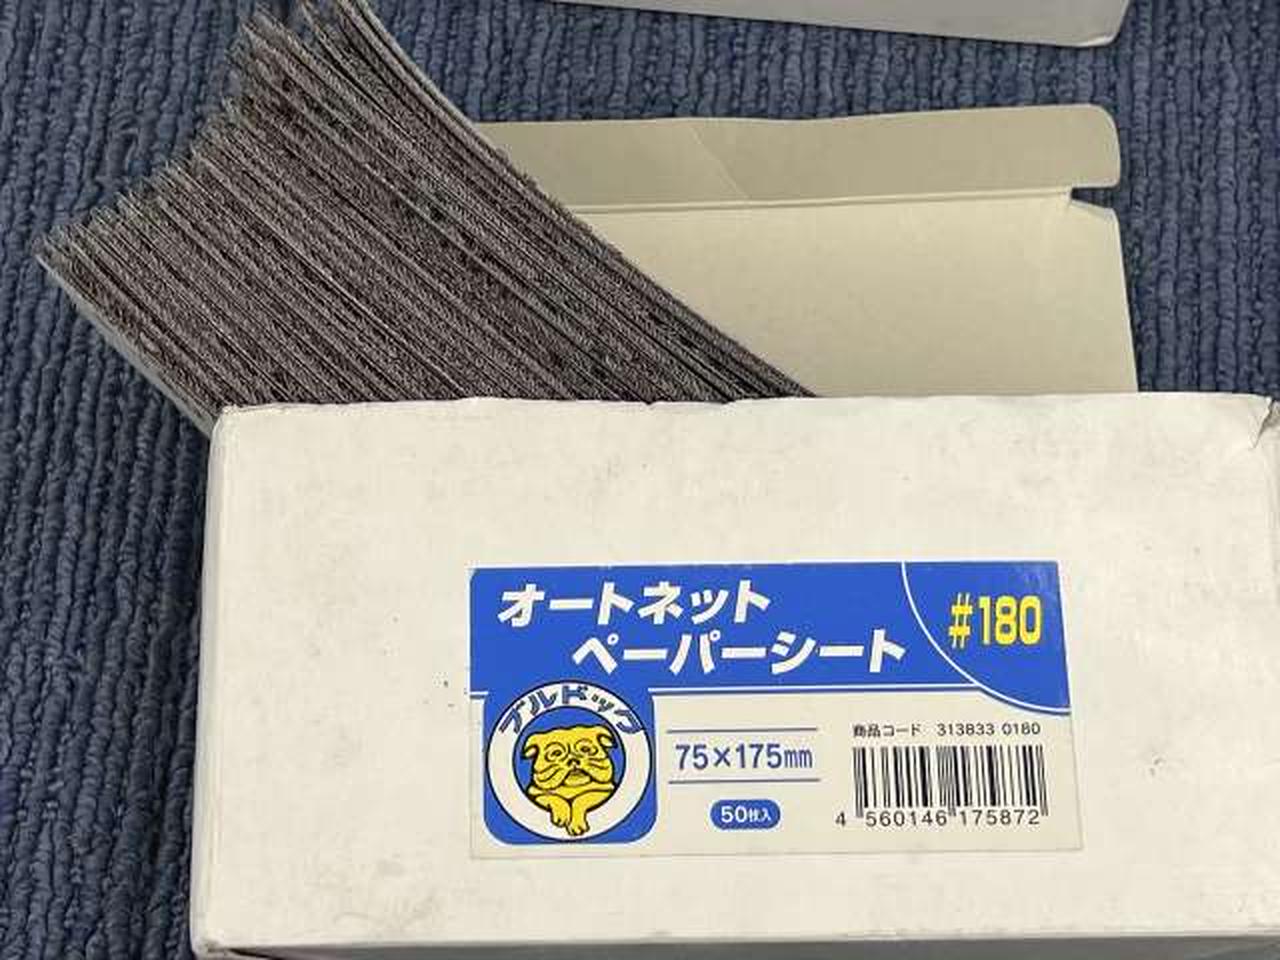 オートネット
ペーパーシート
#180
ブルドック
75×175mm
50枚入
商品コード 313833 0180
4 560146 175872